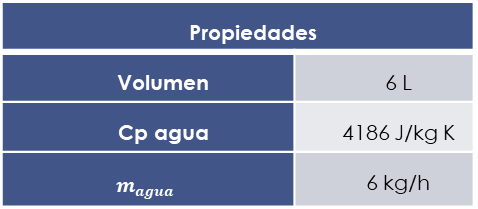 Propiedades
Volumen 6 L
Cp agua 4186 J/kg K
m_agua 6 kg/h